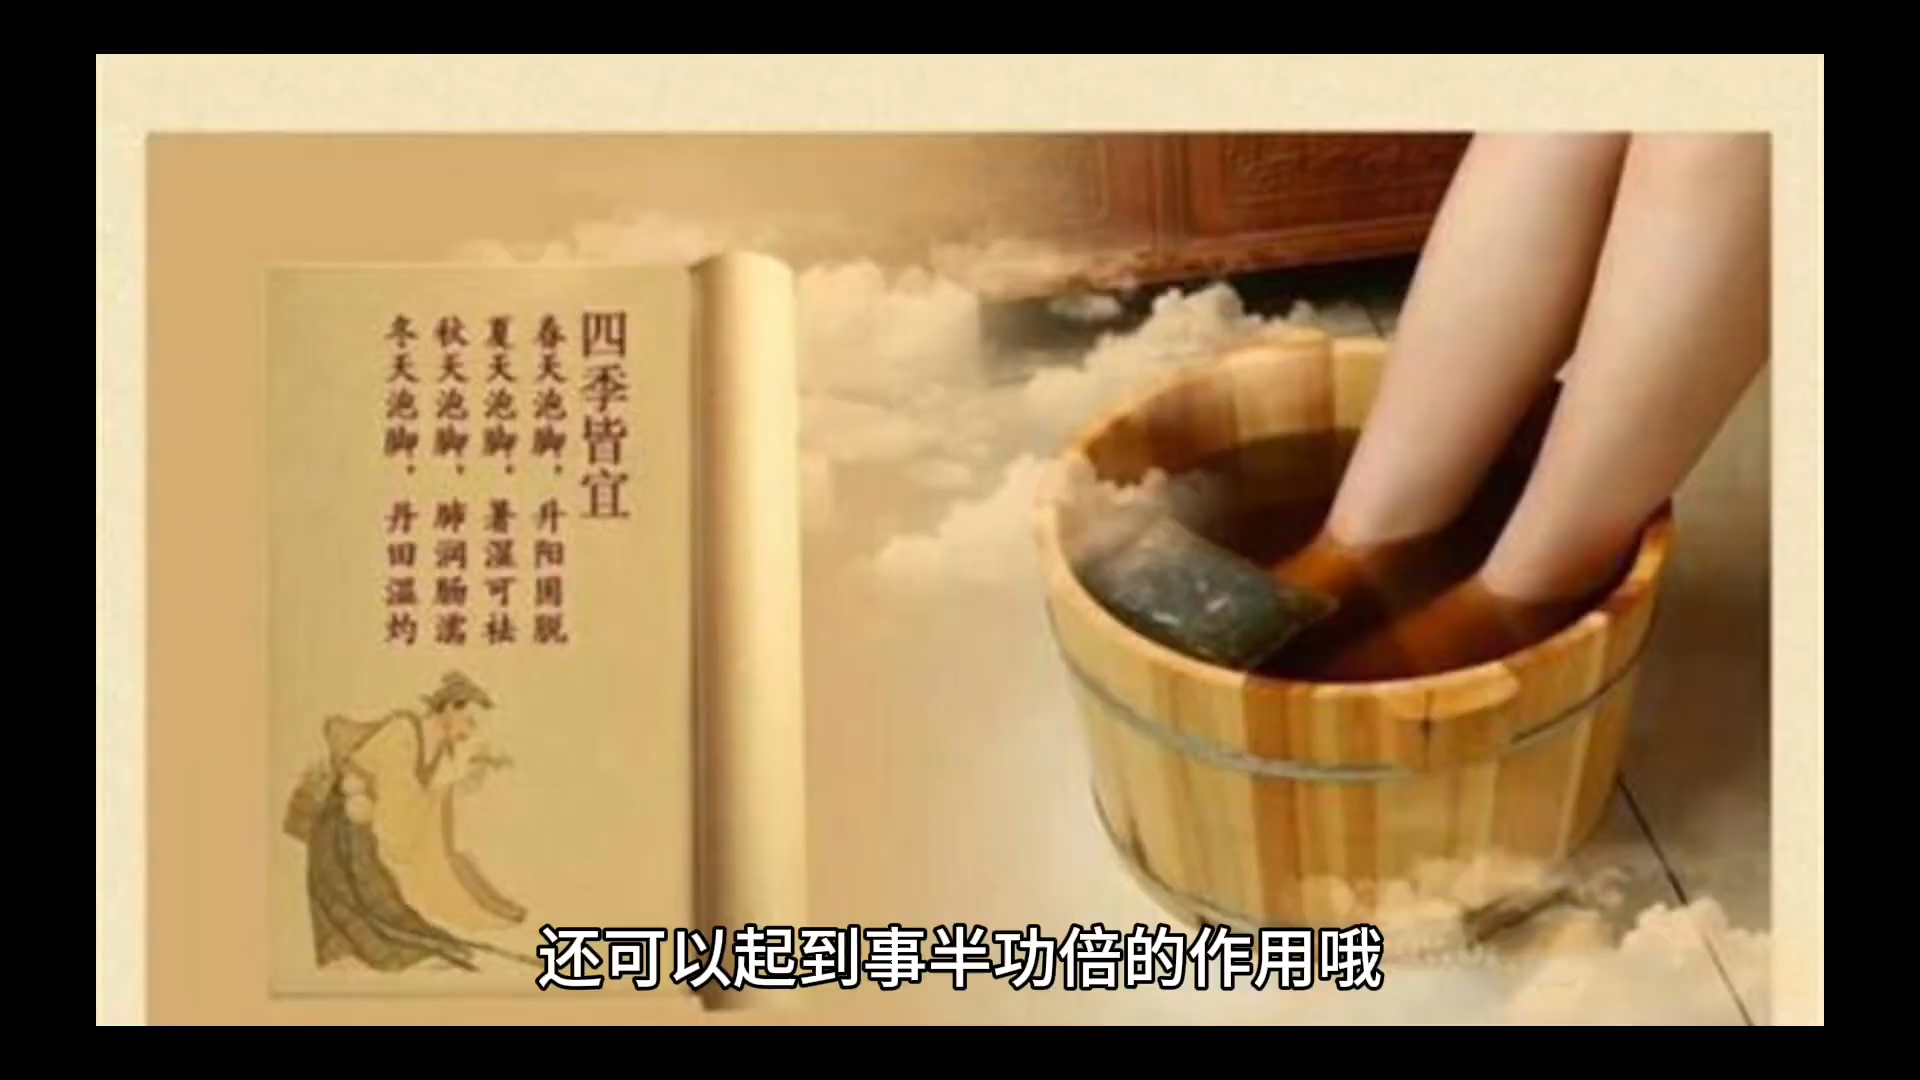 四季皆宜
春天泡脚，升阳固脱
夏天泡脚，暑湿可祛
秋天泡脚，肺润肠濡
冬天泡脚，丹田温灼
还可以起到事半功倍的作用哦